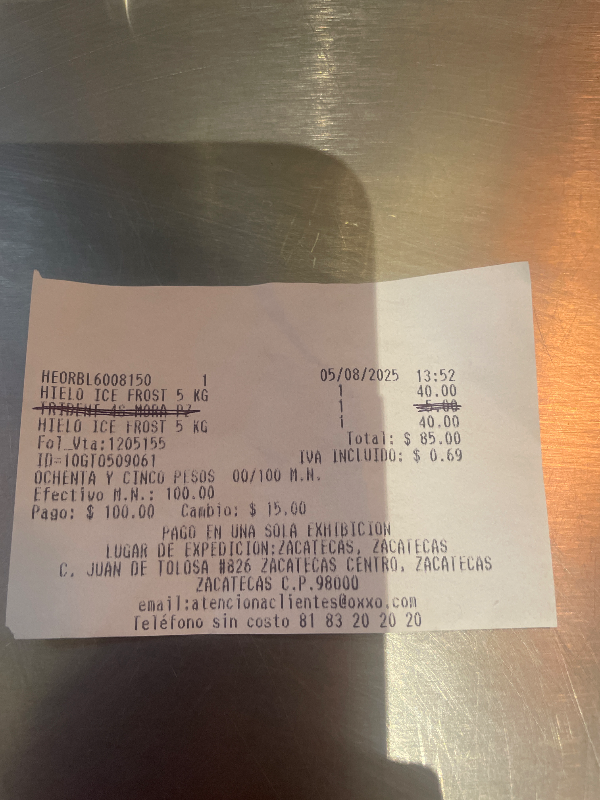 HEORBL6008150 1 05/08/2025 13:52
HIELO ICE FROST 5 KG 1 40.00
TRIDENT 4S MORA PZ 1 5.00
HIELO ICE FROST 5 KG 1 40.00
Fol_Vta:1205155 Total: $ 85.00
ID=10GTO509061 IVA INCLUIDO: $ 0.69
OCHENTA Y CINCO PESOS 00/100 M.N.
Efectivo M.N.: 100.00
Pago: $ 100.00 Cambio: $ 15.00
PAGO EN UNA SOLA EXHIBICION
LUGAR DE EXPEDICION:ZACATECAS, ZACATECAS
C. JUAN DE TOLOSA #826 ZACATECAS CENTRO, ZACATECAS
ZACATECAS C.P.98000
email:atencionaclientes@oxxo.com
Teléfono sin costo 81 83 20 20 20